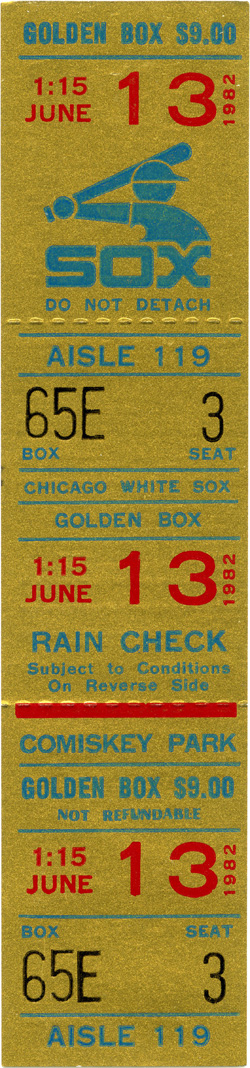 GOLDEN BOX $9.00
1:15 JUNE 13 1982
SOX
DO NOT DETACH
AISLE 119
65E 3
BOX SEAT
CHICAGO WHITE SOX
GOLDEN BOX
1:15 JUNE 13 1982
RAIN CHECK
Subject to Conditions
On Reverse Side
COMISKEY PARK
GOLDEN BOX $9.00
NOT REFUNDABLE
1:15 JUNE 13 1982
BOX SEAT
65E 3
AISLE 119